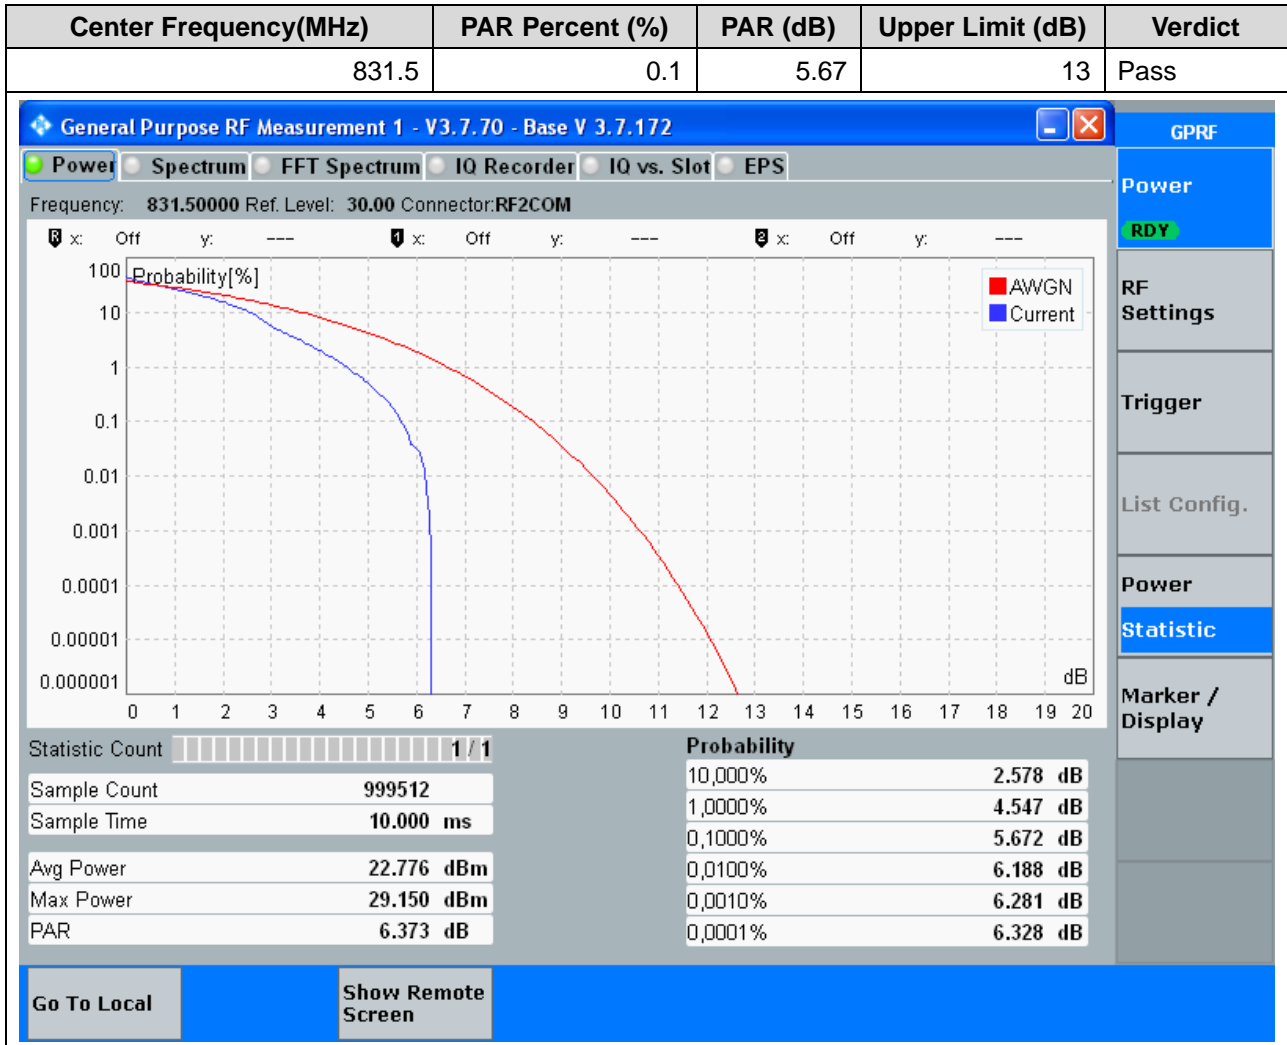 Center Frequency(MHz) PAR Percent (%) PAR (dB) Upper Limit (dB) Verdict
831.5 0.1 5.67 13 Pass
General Purpose RF Measurement 1 - V3.7.70 - Base V 3.7.172
GPRF
Power Spectrum FFT Spectrum IQ Recorder IQ vs. Slot EPS
Power
RDY
Frequency: 831.50000 Ref. Level: 30.00 Connector:RF2COM
R x: Off y: --- 1 x: Off y: --- 2 x: Off y: ---
Probability[%]
AWGN
Current
100
10
1
0.1
0.01
0.001
0.0001
0.00001
0.000001
dB
0 1 2 3 4 5 6 7 8 9 10 11 12 13 14 15 16 17 18 19 20
RF
Settings
Trigger
List Config.
Power
Statistic
Marker /
Display
Statistic Count 1 / 1
Sample Count 999512
Sample Time 10.000 ms
Avg Power 22.776 dBm
Max Power 29.150 dBm
PAR 6.373 dB
Probability
10,000% 2.578 dB
1,0000% 4.547 dB
0,1000% 5.672 dB
0,0100% 6.188 dB
0,0010% 6.281 dB
0,0001% 6.328 dB
Go To Local
Show Remote
Screen